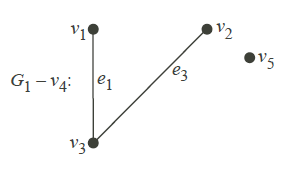 v₁
v₂
v₅
G₁ – v₄:
e₁
e₃
v₃